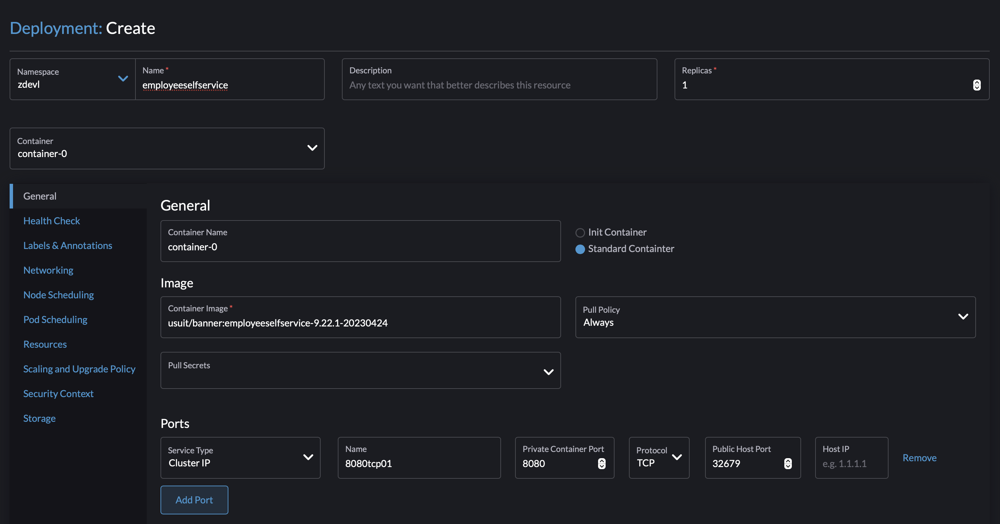 Deployment: Create
Namespace
zdevl
Name *
employeeselfservice
Description
Any text you want that better describes this resource
Replicas *
1
Container
container-0
General
Health Check
Labels & Annotations
Networking
Node Scheduling
Pod Scheduling
Resources
Scaling and Upgrade Policy
Security Context
Storage
General
Container Name
container-0
Init Container
Standard Containter
Image
Container Image *
usuit/banner:employeeselfservice-9.22.1-20230424
Pull Policy
Always
Pull Secrets
Ports
Service Type
Cluster IP
Name
8080tcp01
Private Container Port
8080
Protocol
TCP
Public Host Port
32679
Host IP
e.g. 1.1.1.1
Remove
Add Port